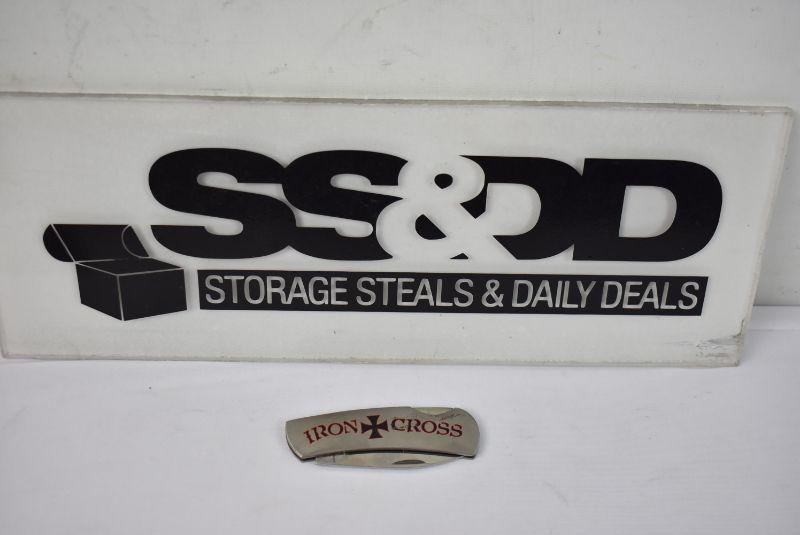 SS&DD
STORAGE STEALS & DAILY DEALS
IRON CROSS